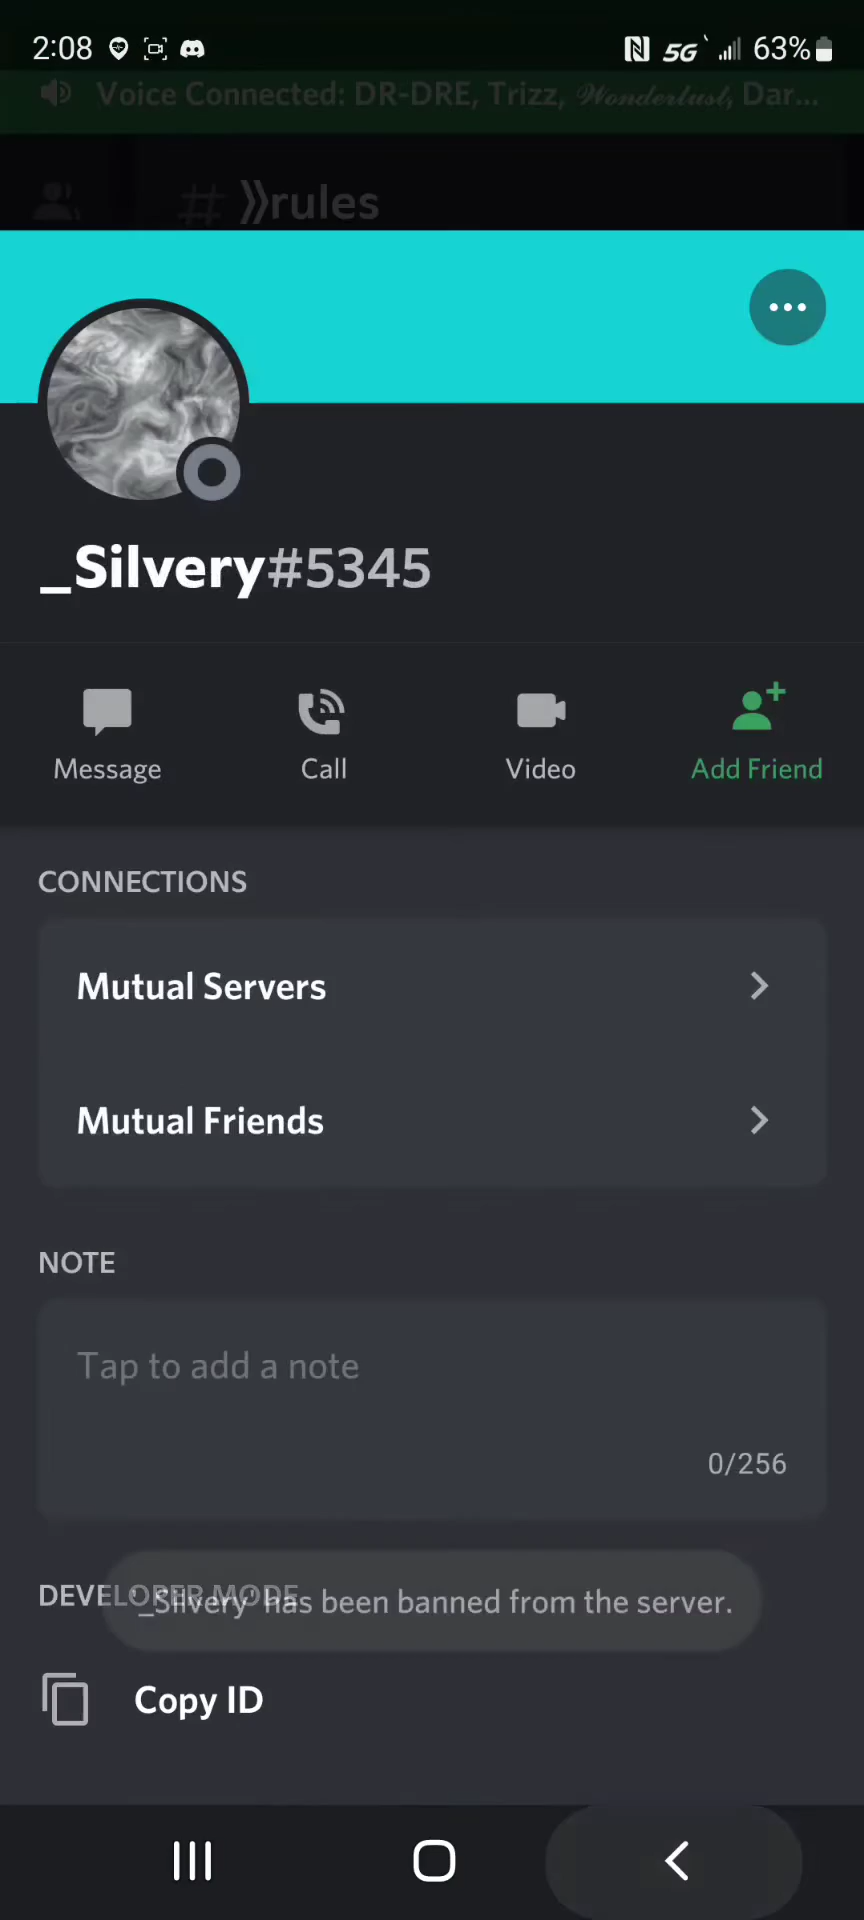 2:08 5G 63%
Voice Connected: DR-DRE, Trizz, 𝓦𝓸𝓷𝓭𝓮𝓻𝓵𝓾𝓼𝓽, Dar...
# ⟫rules
_Silvery#5345
Message Call Video Add Friend
CONNECTIONS
Mutual Servers
Mutual Friends
NOTE
Tap to add a note
0/256
DEVELOPER MODE
'_Silvery' has been banned from the server.
Copy ID